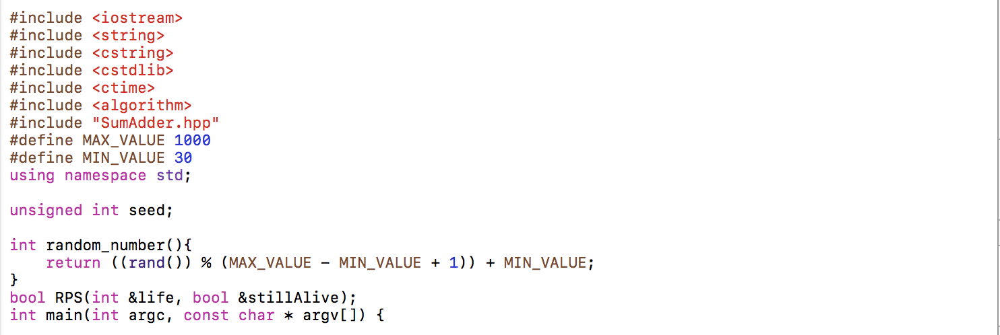 #include <iostream>
#include <string>
#include <cstring>
#include <cstdlib>
#include <ctime>
#include <algorithm>
#include "SumAdder.hpp"
#define MAX_VALUE 1000
#define MIN_VALUE 30
using namespace std;

unsigned int seed;

int random_number(){
    return ((rand()) % (MAX_VALUE - MIN_VALUE + 1)) + MIN_VALUE;
}
bool RPS(int &life, bool &stillAlive);
int main(int argc, const char * argv[]) {